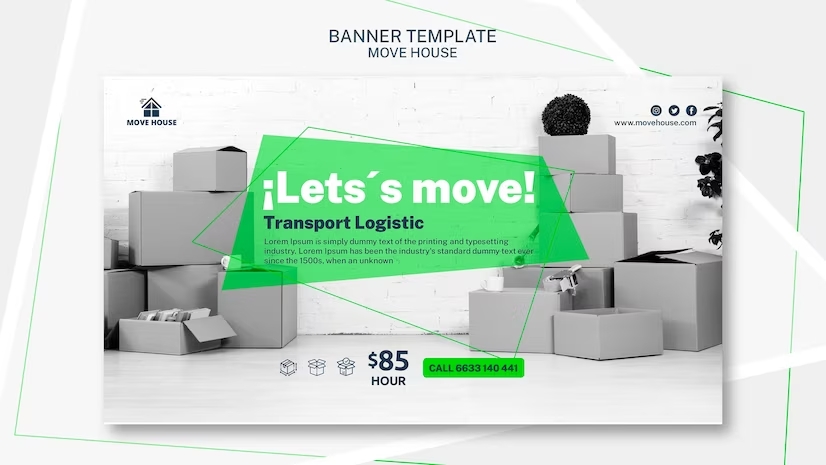 BANNER TEMPLATE
MOVE HOUSE
MOVE HOUSE
www.movehouse.com
¡Lets´s move!
Transport Logistic
Lorem Ipsum is simply dummy text of the printing and typesetting
industry. Lorem Ipsum has been the industry's standard dummy text ever
since the 1500s, when an unknown
$85
HOUR
CALL 6633 140 441